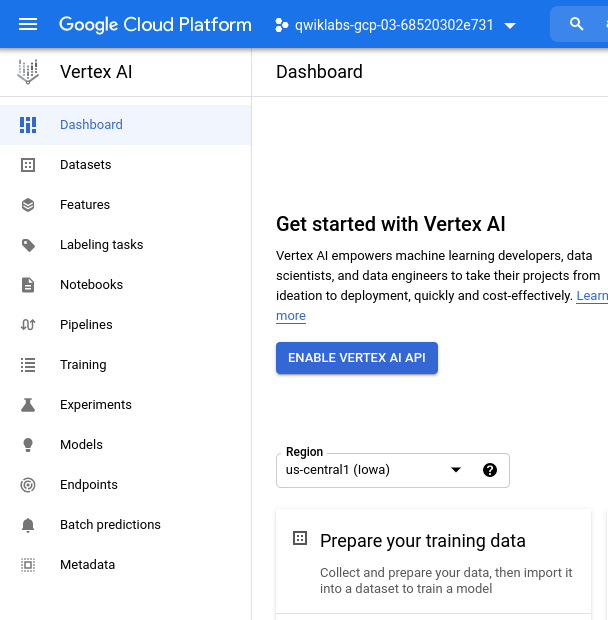 Google Cloud Platform
qwiklabs-gcp-03-68520302e731
Vertex AI
Dashboard
Dashboard
Datasets
Features
Labeling tasks
Notebooks
Pipelines
Training
Experiments
Models
Endpoints
Batch predictions
Metadata
Get started with Vertex AI
Vertex AI empowers machine learning developers, data
scientists, and data engineers to take their projects from
ideation to deployment, quickly and cost-effectively. Learn
more
ENABLE VERTEX AI API
Region
us-central1 (Iowa)
Prepare your training data
Collect and prepare your data, then import it
into a dataset to train a model